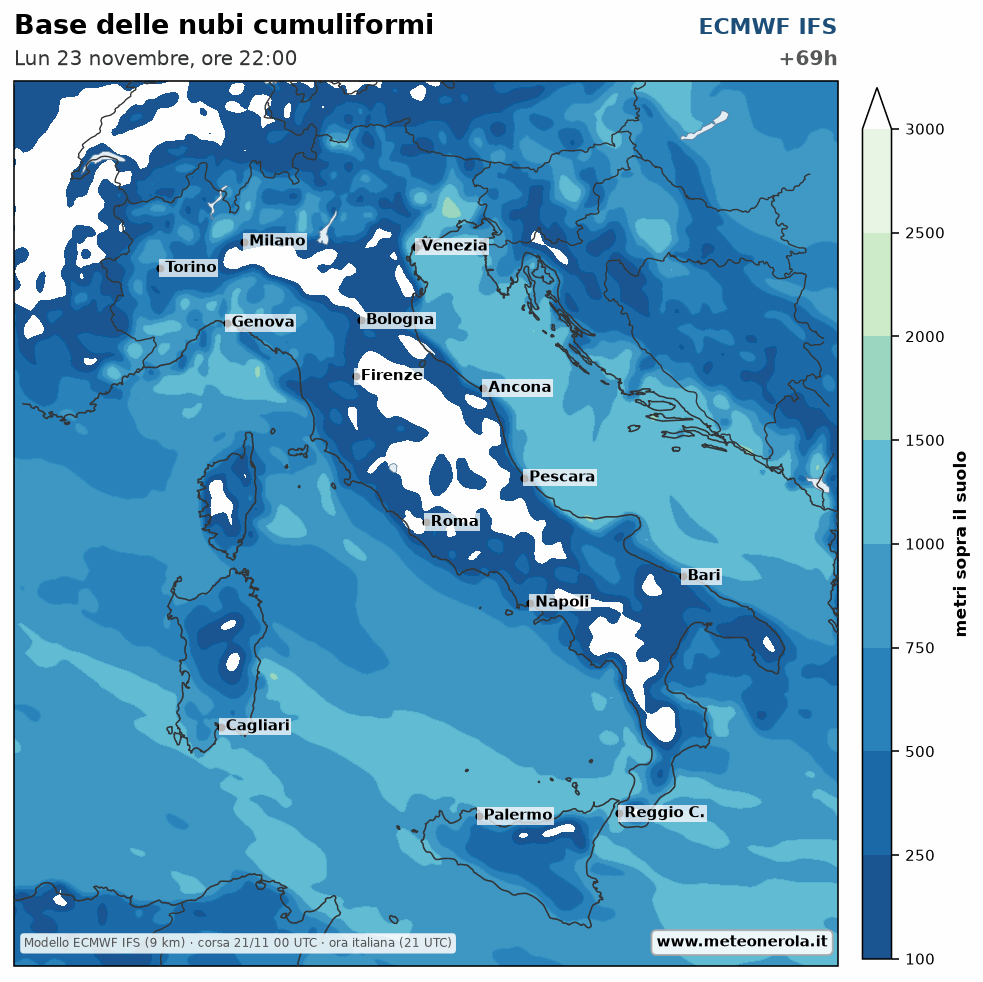 Base delle nubi cumuliformi
ECMWF IFS
Lun 23 novembre, ore 22:00
+69h
Milano
Venezia
Torino
Genova
Bologna
Firenze
Ancona
Pescara
Roma
Bari
Napoli
Cagliari
Palermo
Reggio C.
3000
2500
2000
1500
1000
750
500
250
100
metri sopra il suolo
Modello ECMWF IFS (9 km) · corsa 21/11 00 UTC · ora italiana (21 UTC)
www.meteonerola.it